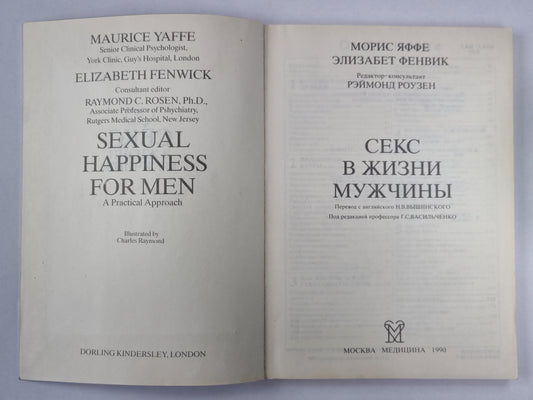 MAURICE YAFFE
Senior Clinical Psychologist,
York Clinic, Guy's Hospital, London
ELIZABETH FENWICK
Consultant editor
RAYMOND C. ROSEN, Ph.D.,
Associate Professor of Pshychiatry,
Rutgers Medical School, New Jersey
SEXUAL
HAPPINESS
FOR MEN
A Practical Approach
Illustrated by
Charles Raymond
DORLING KINDERSLEY, LONDON
МОРИС ЯФФЕ
ЭЛИЗАБЕТ ФЕНВИК
Редактор-консультант
РЭЙМОНД РОУЗЕН
СЕКС
В ЖИЗНИ
МУЖЧИНЫ
Перевод с английского Н.В.ВЫШИНСКОГО
Под редакцией профессора Г.С.ВАСИЛЬЧЕНКО
МОСКВА МЕДИЦИНА 1990